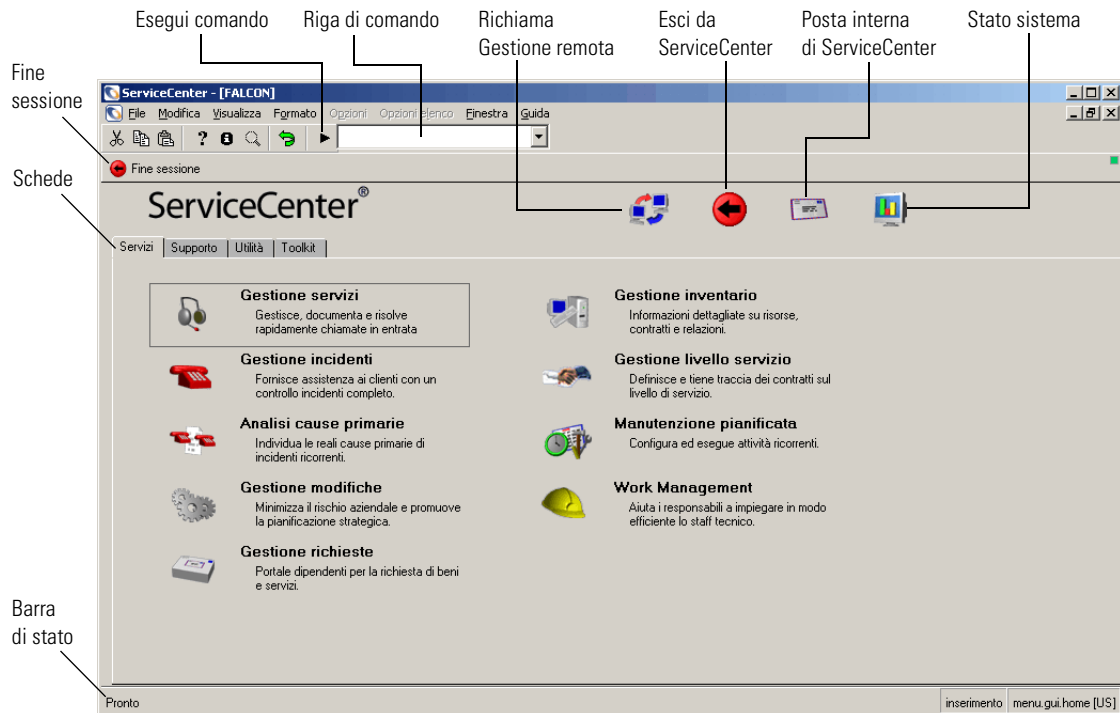 Esegui comando
Riga di comando
Richiama
Gestione remota
Esci da
ServiceCenter
Posta interna
di ServiceCenter
Stato sistema
Fine
sessione
ServiceCenter - [FALCON]
File Modifica Visualizza Formato Opzioni Opzioni elenco Finestra Guida
Fine sessione
Schede
ServiceCenter®
Servizi Supporto Utilità Toolkit
Gestione servizi
Gestisce, documenta e risolve
rapidamente chiamate in entrata
Gestione incidenti
Fornisce assistenza ai clienti con un
controllo incidenti completo.
Analisi cause primarie
Individua le reali cause primarie di
incidenti ricorrenti.
Gestione modifiche
Minimizza il rischio aziendale e promuove
la pianificazione strategica.
Gestione richieste
Portale dipendenti per la richiesta di beni
e servizi.
Gestione inventario
Informazioni dettagliate su risorse,
contratti e relazioni.
Gestione livello servizio
Definisce e tiene traccia dei contratti sul
livello di servizio.
Manutenzione pianificata
Configura ed esegue attività ricorrenti.
Work Management
Aiuta i responsabili a impiegare in modo
efficiente lo staff tecnico.
Barra
di stato
Pronto
inserimento menu.gui.home [US]